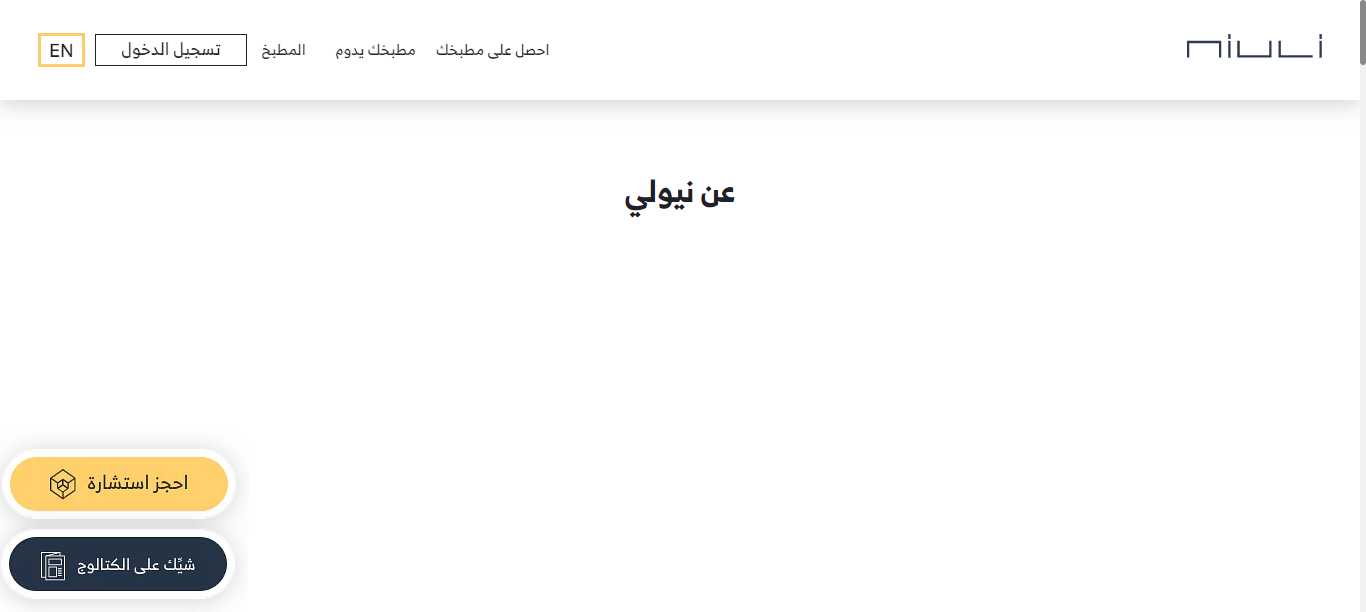 niuli
احصل على مطبخك
مطبخك يدوم
المطبخ
تسجيل الدخول
EN
عن نيولي
احجز استشارة
شيِّك على الكتالوج